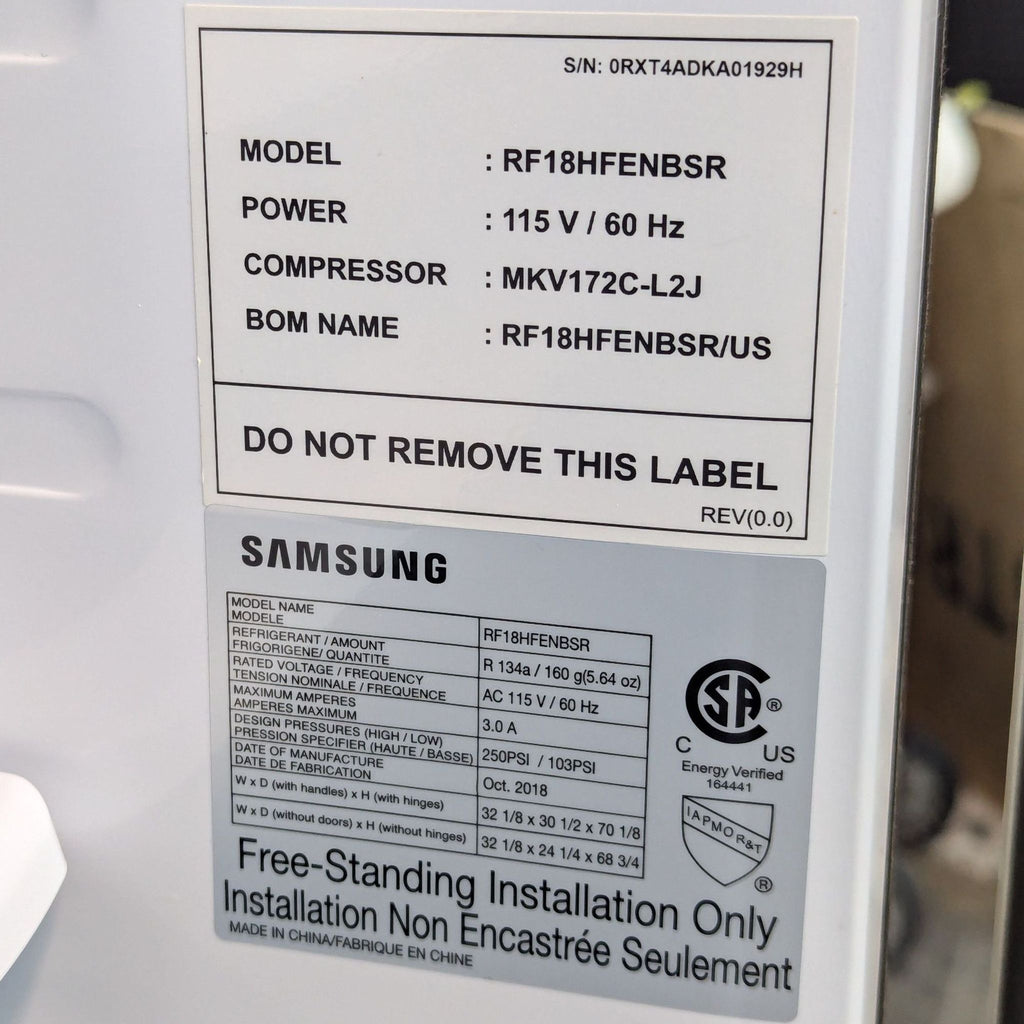 S/N: 0RXT4ADKA01929H
MODEL : RF18HFENBSR
POWER : 115 V / 60 Hz
COMPRESSOR : MKV172C-L2J
BOM NAME : RF18HFENBSR/US
DO NOT REMOVE THIS LABEL
REV(0.0)
SAMSUNG
MODEL NAME
MODELE
RF18HFENBSR
REFRIGERANT / AMOUNT
FRIGORIGENE/ QUANTITE
R 134a / 160 g(5.64 oz)
RATED VOLTAGE / FREQUENCY
TENSION NOMINALE / FREQUENCE
AC 115 V / 60 Hz
MAXIMUM AMPERES
AMPERES MAXIMUM
3.0 A
DESIGN PRESSURES (HIGH / LOW)
PRESSION SPECIFIER (HAUTE / BASSE)
250PSI / 103PSI
DATE OF MANUFACTURE
DATE DE FABRICATION
Oct. 2018
W x D (with handles) x H (with hinges)
32 1/8 x 30 1/2 x 70 1/8
W x D (without doors) x H (without hinges)
32 1/8 x 24 1/4 x 68 3/4
SA ®
C US
Energy Verified
164441
IAPMO R&T
®
Free-Standing Installation Only
Installation Non Encastrée Seulement
MADE IN CHINA/FABRIQUE EN CHINE